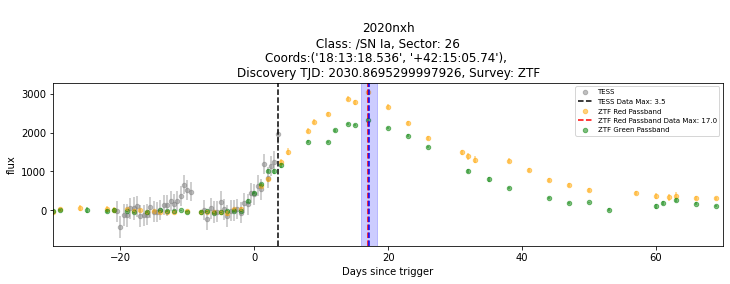 2020nxh
Class: /SN Ia, Sector: 26
Coords:('18:13:18.536', '+42:15:05.74'),
Discovery TJD: 2030.8695299997926, Survey: ZTF
TESS
TESS Data Max: 3.5
ZTF Red Passband
ZTF Red Passband Data Max: 17.0
ZTF Green Passband
flux
3000
2000
1000
0
−20
0
20
40
60
Days since trigger